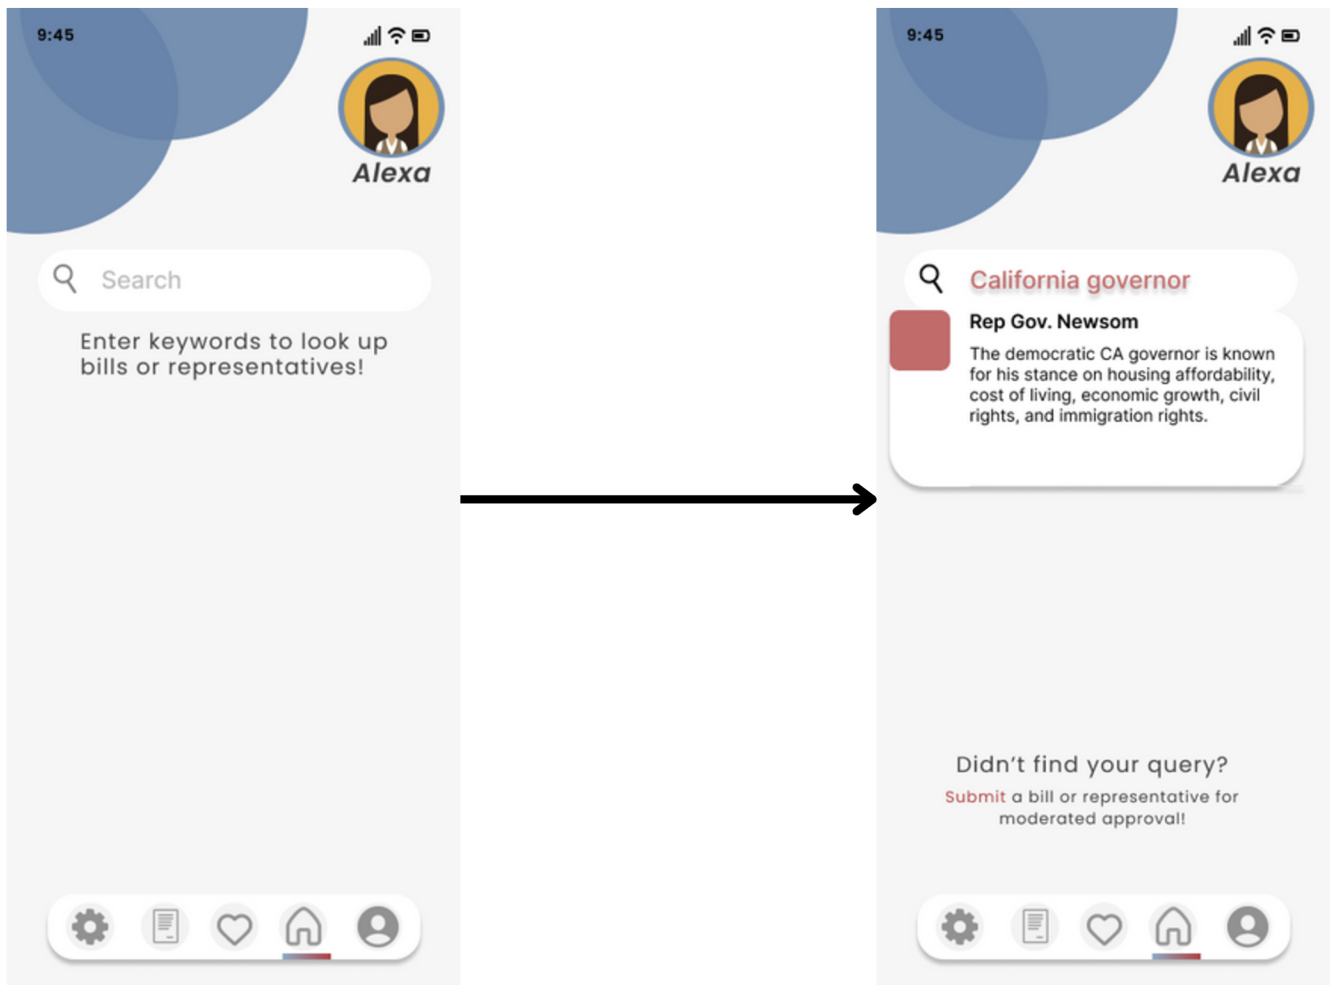 9:45
Alexa
Search
Enter keywords to look up
bills or representatives!
9:45
Alexa
California governor
Rep Gov. Newsom
The democratic CA governor is known
for his stance on housing affordability,
cost of living, economic growth, civil
rights, and immigration rights.
Didn't find your query?
Submit a bill or representative for
moderated approval!